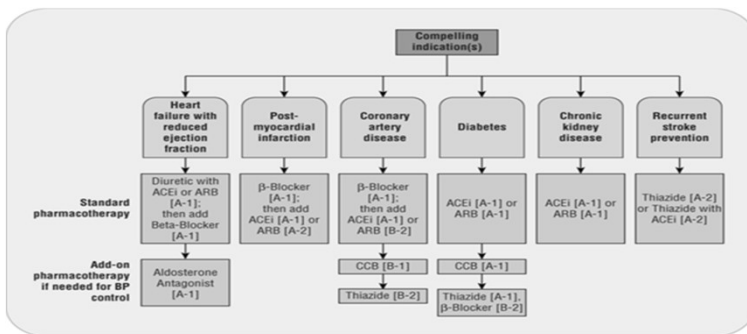 Compelling
indication(s)
Heart
failure with
reduced
ejection
fraction
Post-
myocardial
infarction
Coronary
artery
disease
Diabetes
Chronic
kidney
disease
Recurrent
stroke
prevention
Standard
pharmacotherapy
Diuretic with
ACEi or ARB
[A-1];
then add
Beta-Blocker
[A-1]
β-Blocker
[A-1];
then add
ACEi [A-1] or
ARB [A-2]
β-Blocker
[A-1];
then add
ACEi [A-1] or
ARB [B-2]
ACEi [A-1] or
ARB [A-1]
ACEi [A-1] or
ARB [A-1]
Thiazide [A-2]
or Thiazide with
ACEi [A-2]
Add-on
pharmacotherapy
if needed for BP
control
Aldosterone
Antagonist
[A-1]
CCB [B-1]
Thiazide [B-2]
CCB [A-1]
Thiazide [A-1],
β-Blocker [B-2]